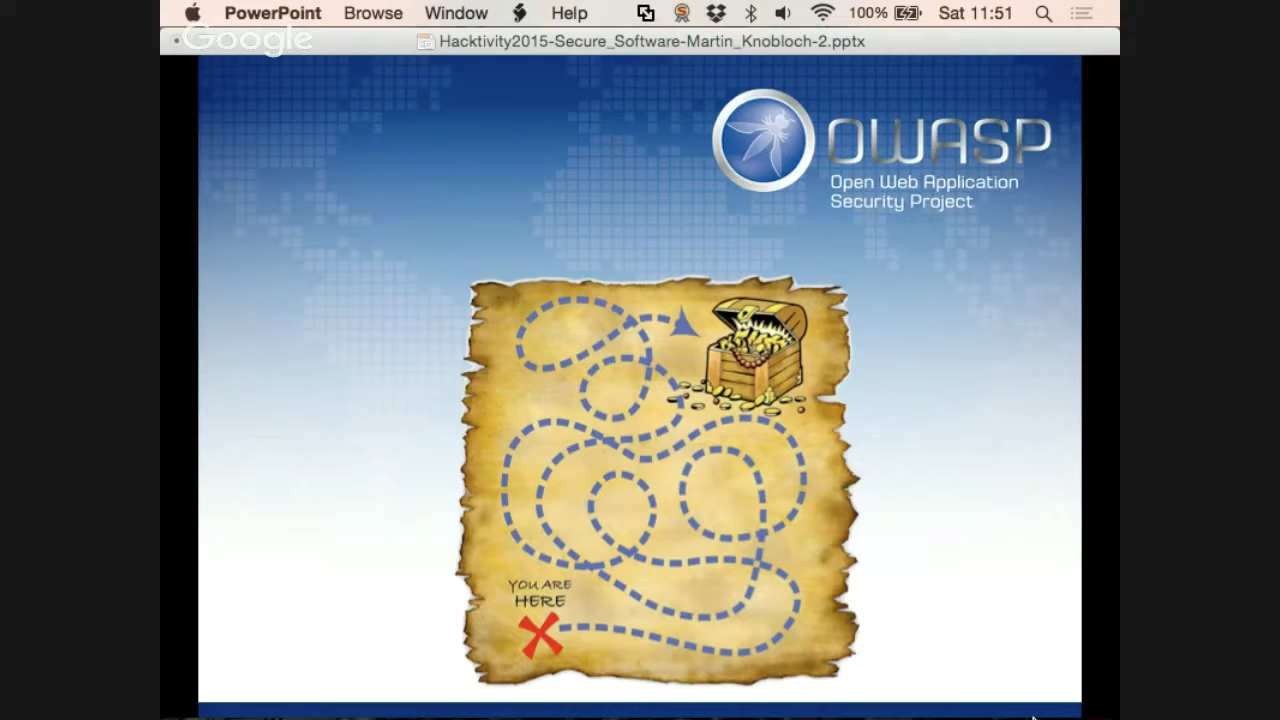 PowerPoint Browse Window Help 100% Sat 11:51
Google
Hacktivity2015-Secure_Software-Martin_Knobloch-2.pptx
OWASP
Open Web Application
Security Project
YOU ARE
HERE